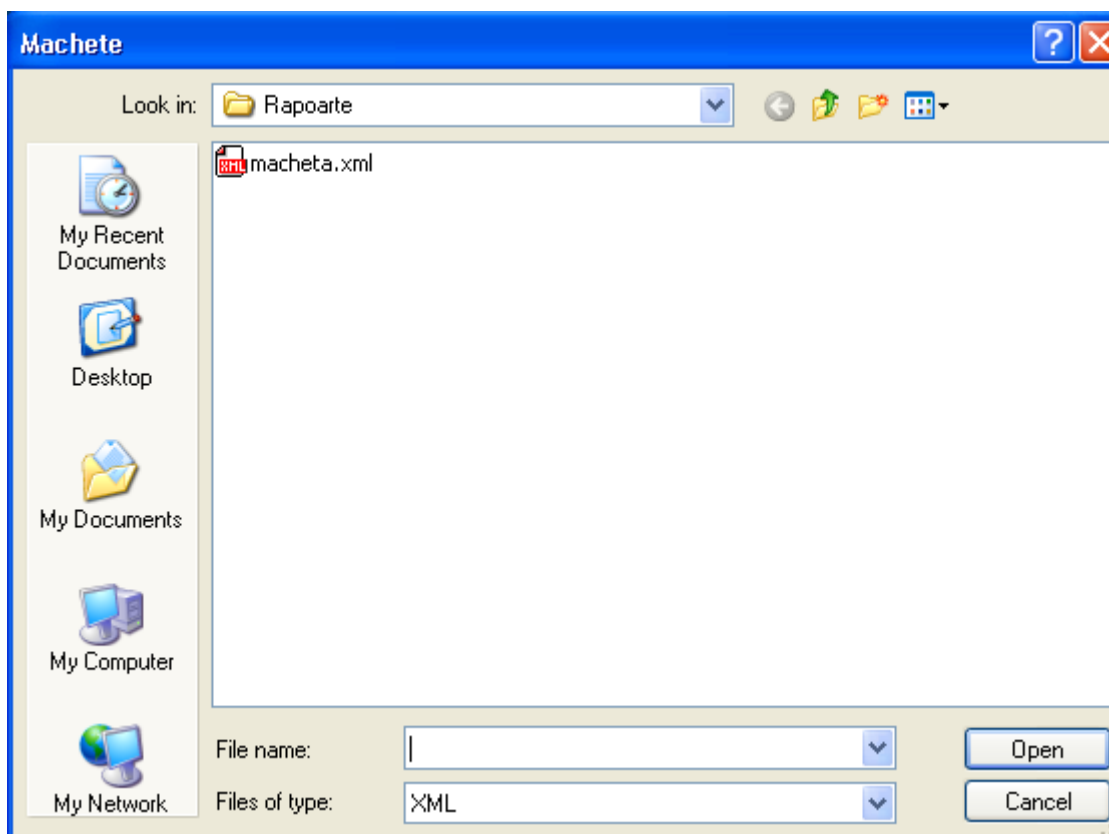 Machete
Look in:
Rapoarte
macheta.xml
My Recent
Documents
Desktop
My Documents
My Computer
My Network
File name:
Open
Files of type:
XML
Cancel